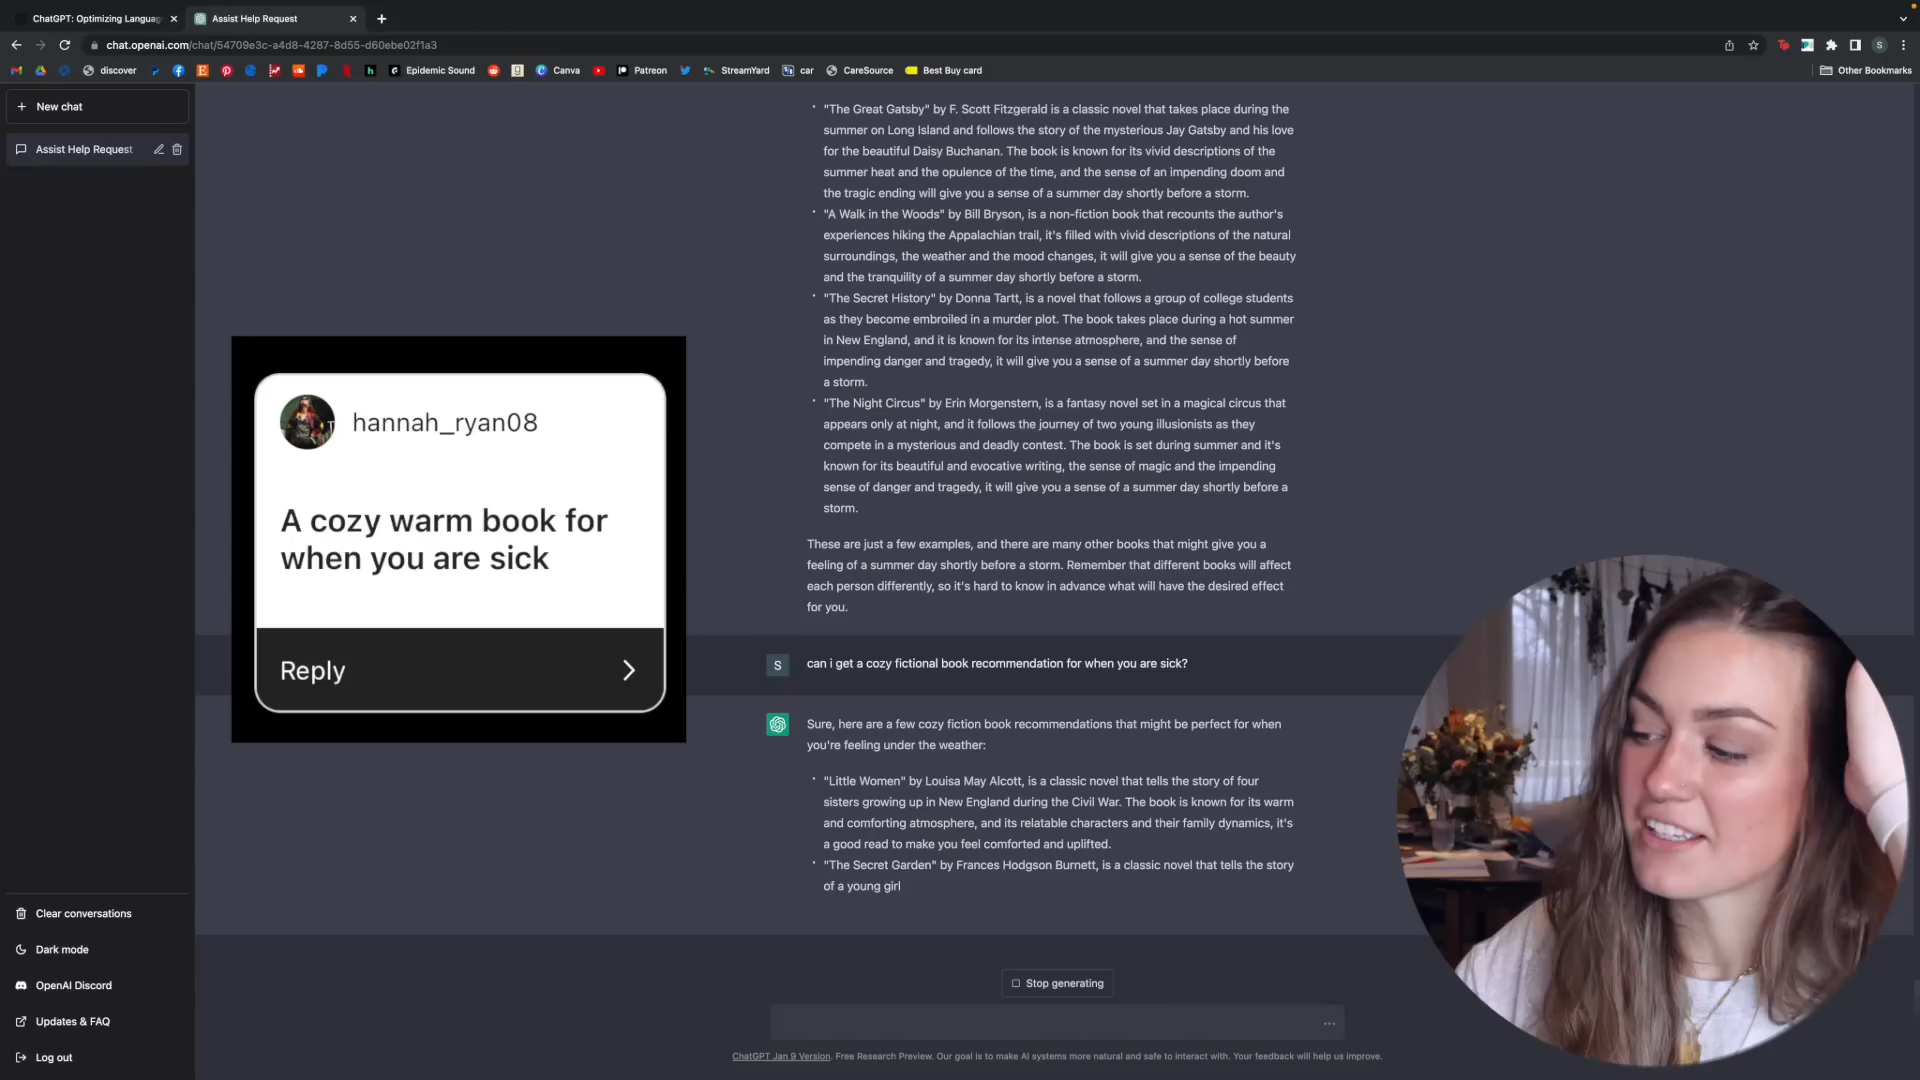 ChatGPT: Optimizing Languag
Assist Help Request
chat.openai.com/chat/54709e3c-a4d8-4287-8d55-d60ebe02f1a3
discover
Epidemic Sound
Canva
Patreon
StreamYard
car
CareSource
Best Buy card
Other Bookmarks
New chat
Assist Help Request
"The Great Gatsby" by F. Scott Fitzgerald is a classic novel that takes place during the
summer on Long Island and follows the story of the mysterious Jay Gatsby and his love
for the beautiful Daisy Buchanan. The book is known for its vivid descriptions of the
summer heat and the opulence of the time, and the sense of an impending doom and
the tragic ending will give you a sense of a summer day shortly before a storm.
"A Walk in the Woods" by Bill Bryson, is a non-fiction book that recounts the author's
experiences hiking the Appalachian trail, it's filled with vivid descriptions of the natural
surroundings, the weather and the mood changes, it will give you a sense of the beauty
and the tranquility of a summer day shortly before a storm.
"The Secret History" by Donna Tartt, is a novel that follows a group of college students
as they become embroiled in a murder plot. The book takes place during a hot summer
in New England, and it is known for its intense atmosphere, and the sense of
impending danger and tragedy, it will give you a sense of a summer day shortly before
a storm.
"The Night Circus" by Erin Morgenstern, is a fantasy novel set in a magical circus that
appears only at night, and it follows the journey of two young illusionists as they
compete in a mysterious and deadly contest. The book is set during summer and it's
known for its beautiful and evocative writing, the sense of magic and the impending
sense of danger and tragedy, it will give you a sense of a summer day shortly before a
storm.
These are just a few examples, and there are many other books that might give you a
feeling of a summer day shortly before a storm. Remember that different books will affect
each person differently, so it's hard to know in advance what will have the desired effect
for you.
hannah_ryan08
A cozy warm book for
when you are sick
Reply
S
can i get a cozy fictional book recommendation for when you are sick?
Sure, here are a few cozy fiction book recommendations that might be perfect for when
you're feeling under the weather:
"Little Women" by Louisa May Alcott, is a classic novel that tells the story of four
sisters growing up in New England during the Civil War. The book is known for its warm
and comforting atmosphere, and its relatable characters and their family dynamics, it's
a good read to make you feel comforted and uplifted.
"The Secret Garden" by Frances Hodgson Burnett, is a classic novel that tells the story
of a young girl
Stop generating
ChatGPT Jan 9 Version. Free Research Preview. Our goal is to make AI systems more natural and safe to interact with. Your feedback will help us improve.
Clear conversations
Dark mode
OpenAI Discord
Updates & FAQ
Log out